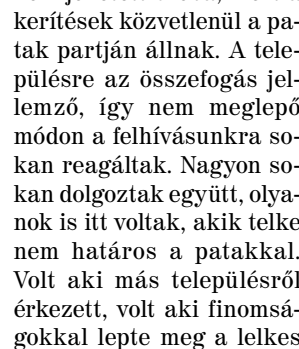 kerítések közvetlenül a pa-
tak partján állnak. A tele-
pülésre az összefogás jel-
lemző, így nem meglepő
módon a felhívásunkra so-
kan reagáltak. Nagyon so-
kan dolgoztak együtt, olya-
nok is itt voltak, akik telke
nem határos a patakkal.
Volt aki más településről
érkezett, volt aki finomsá-
gokkal lepte meg a lelkes